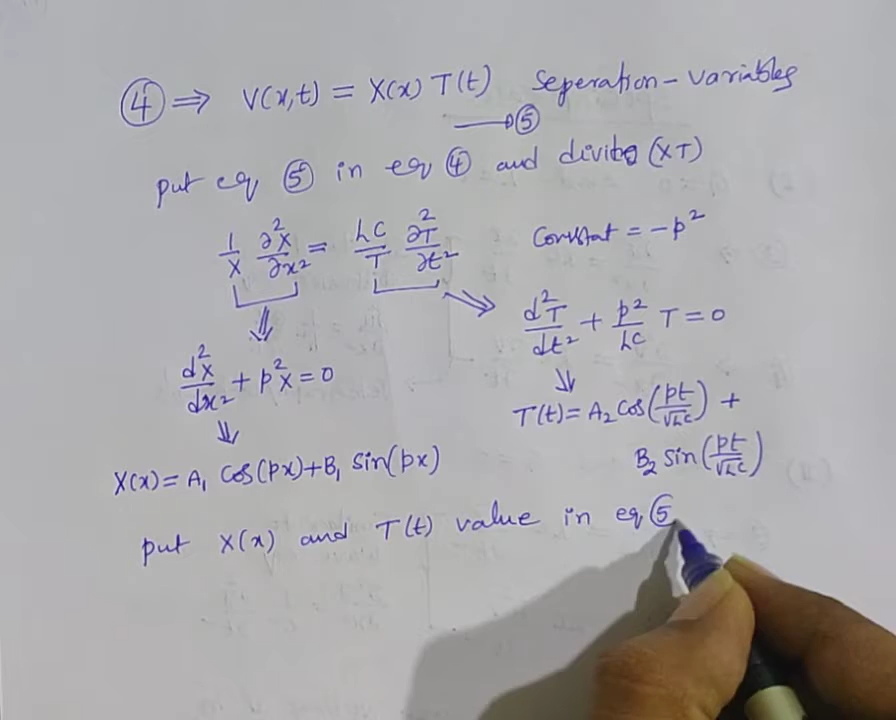 ④ ⇒ V(x,t) = X(x) T(t) Seperation - variables
→ ⑤
put eq ⑤ in eq ④ and divide (XT)
1/X ∂²X/∂x² = LC/T ∂²T/∂t² Constat = -p²
d²T/dt² + p²/LC T = 0
d²X/dx² + p²X = 0
T(t) = A₂ Cos(pt/√LC) +
X(x) = A₁ Cos(px) + B₁ Sin(px)
B₂ Sin(pt/√LC)
put X(x) and T(t) value in eq ⑤